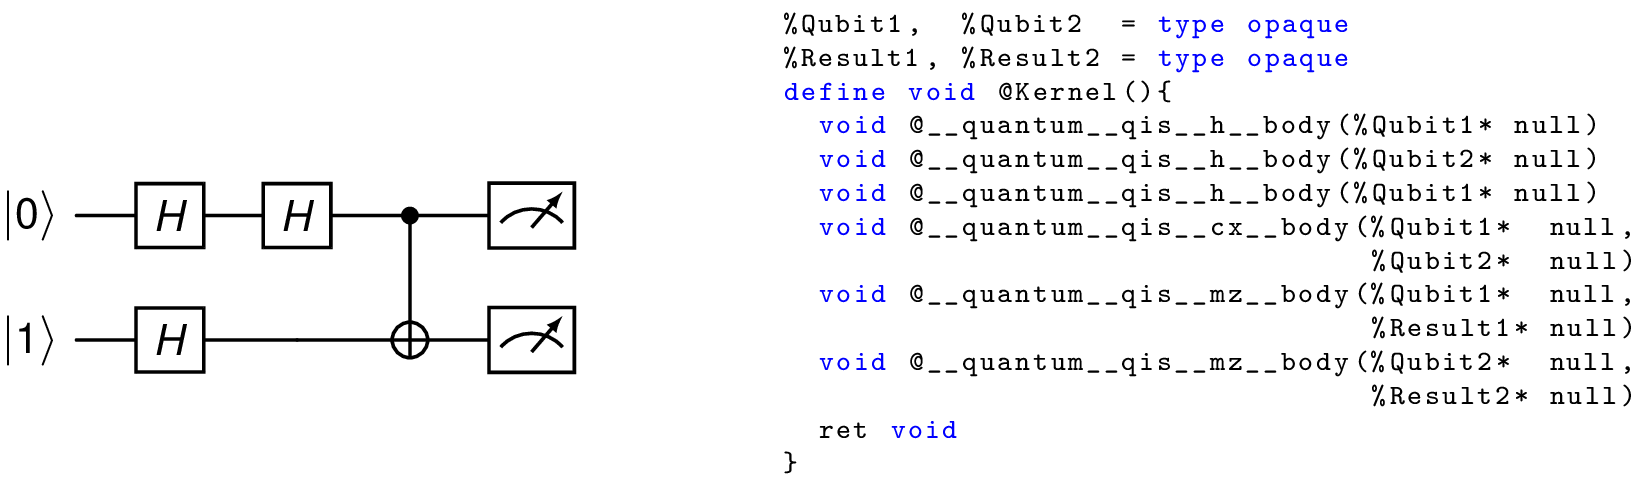 |0⟩ H H
|1⟩ H
%Qubit1, %Qubit2 = type opaque
%Result1, %Result2 = type opaque
define void @Kernel(){
void @__quantum__qis__h__body(%Qubit1* null)
void @__quantum__qis__h__body(%Qubit2* null)
void @__quantum__qis__h__body(%Qubit1* null)
void @__quantum__qis__cx__body(%Qubit1* null,
%Qubit2* null)
void @__quantum__qis__mz__body(%Qubit1* null,
%Result1* null)
void @__quantum__qis__mz__body(%Qubit2* null,
%Result2* null)
ret void
}